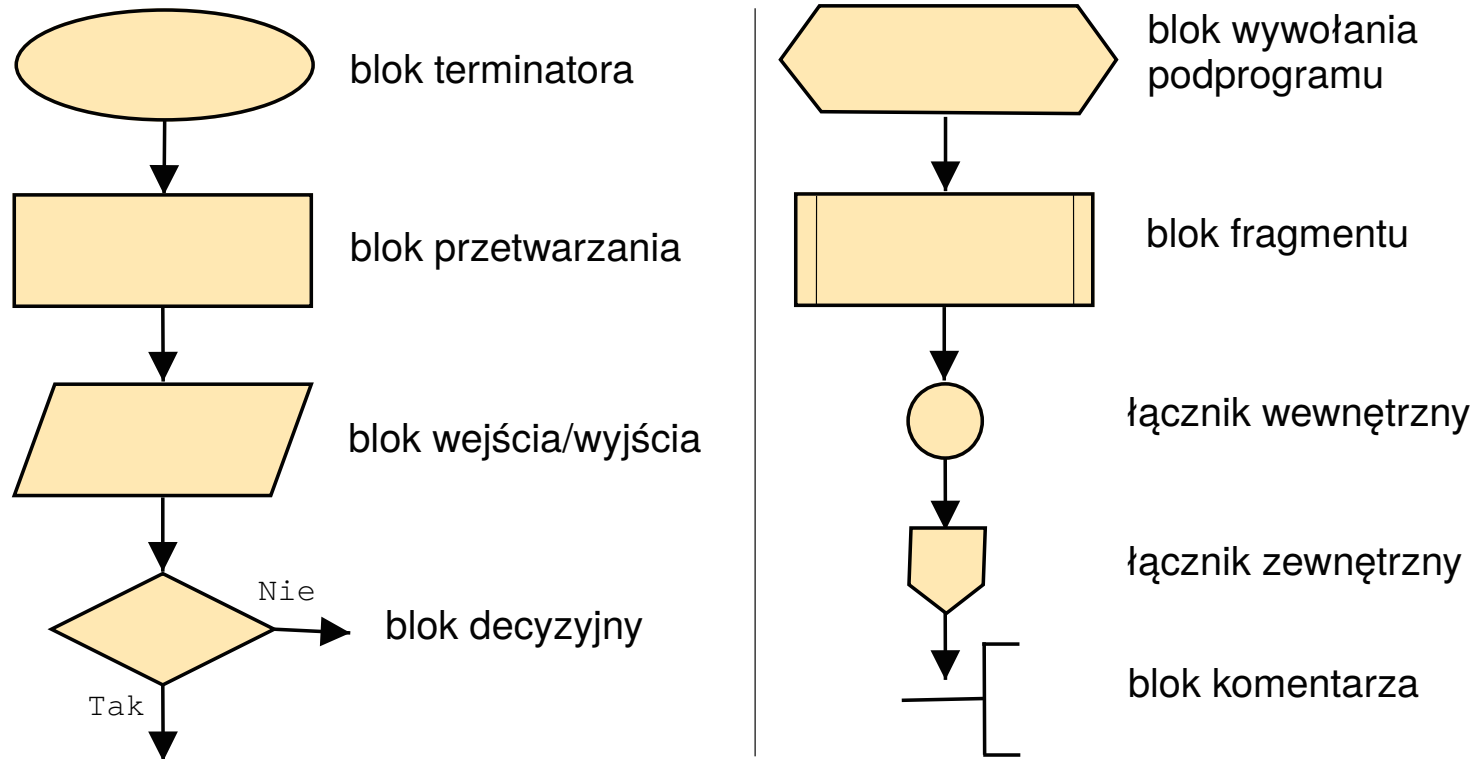 blok terminatora
blok przetwarzania
blok wejścia/wyjścia
Nie
blok decyzyjny
Tak
blok wywołania
podprogramu
blok fragmentu
łącznik wewnętrzny
łącznik zewnętrzny
blok komentarza